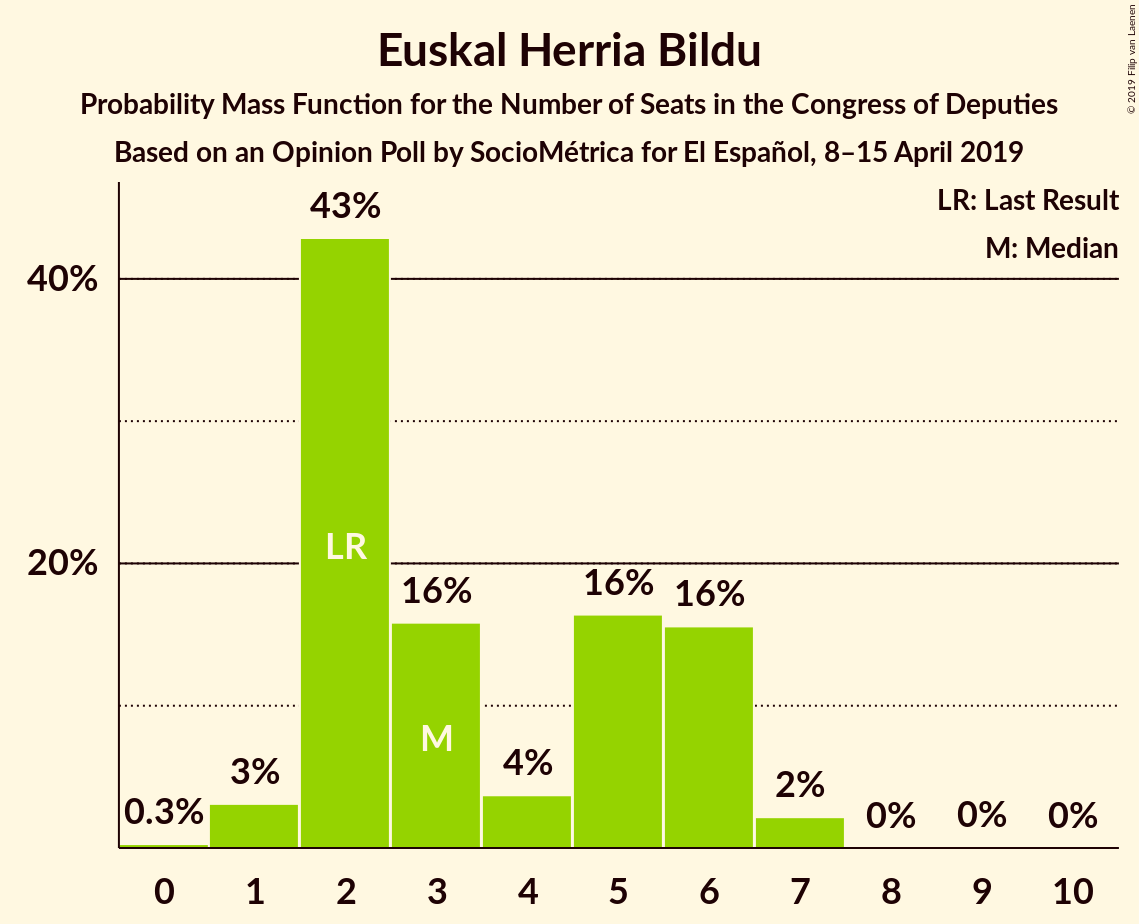 Euskal Herria Bildu
Probability Mass Function for the Number of Seats in the Congress of Deputies
Based on an Opinion Poll by SocioMétrica for El Español, 8–15 April 2019
© 2019 Filip van Laenen
LR: Last Result
M: Median
43%
40%
LR
20%
16%
16%
16%
M
3%
4%
2%
0.3%
0%
0%
0%
0 1 2 3 4 5 6 7 8 9 10